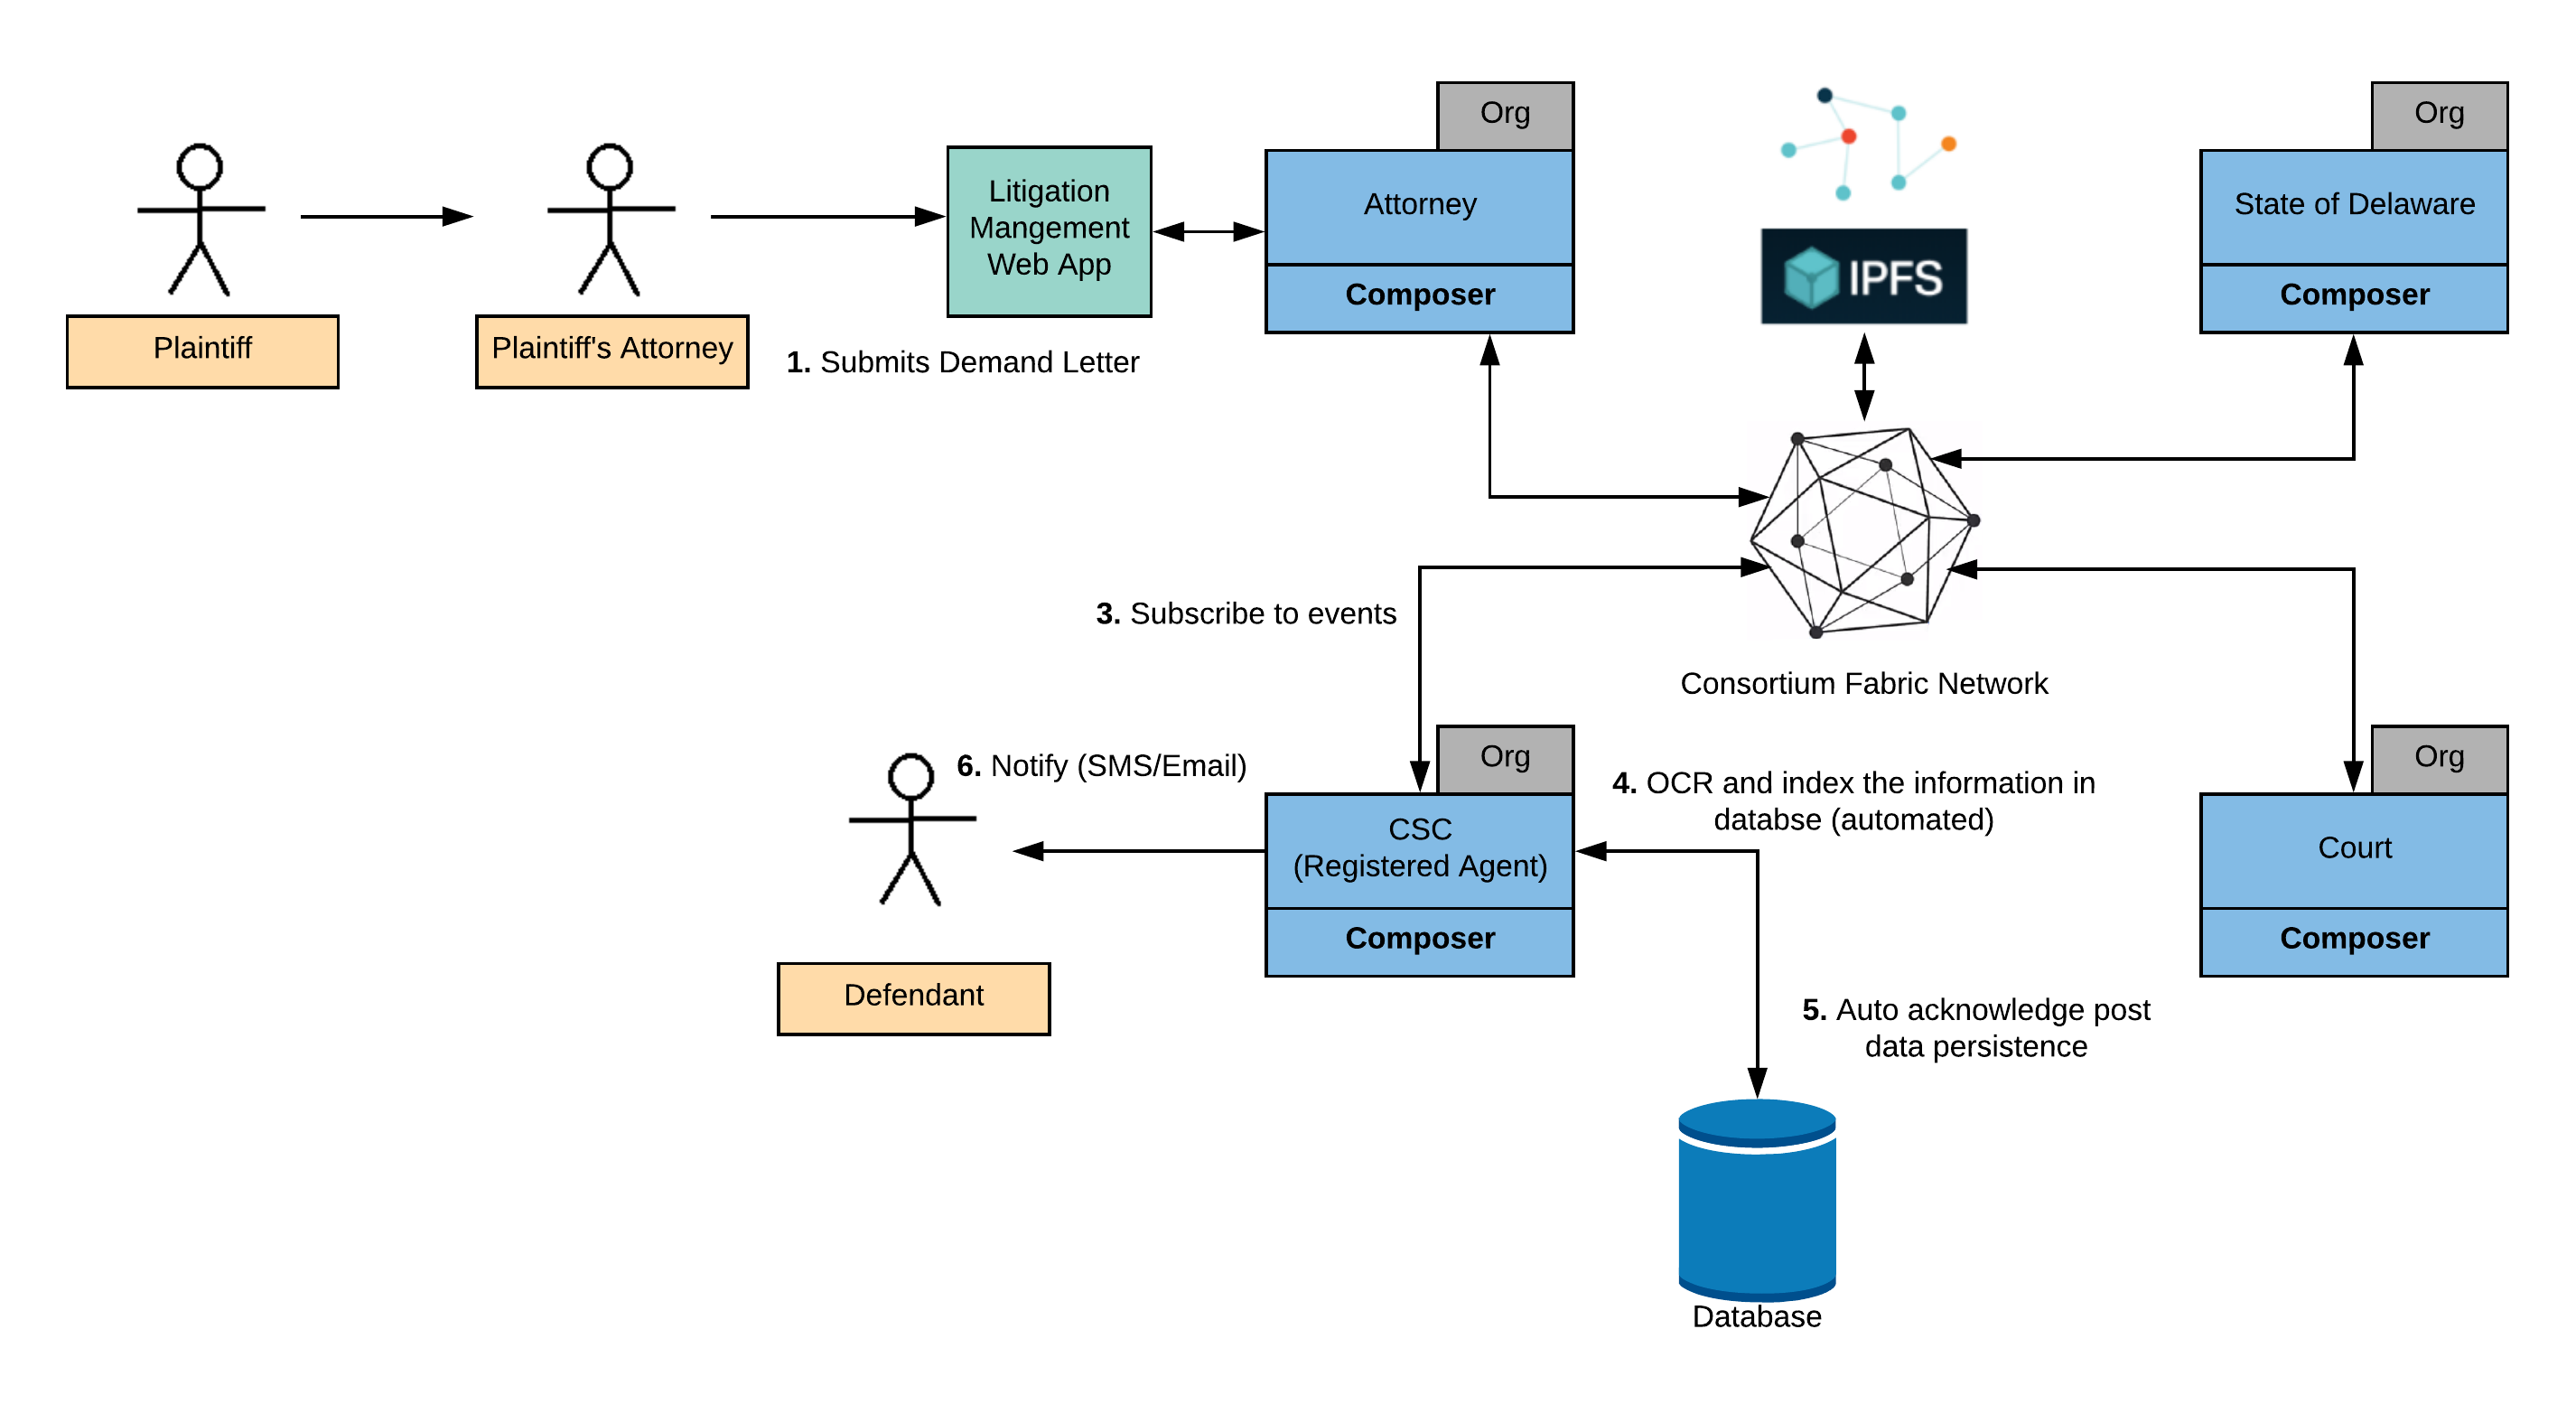 Org
Org
Litigation
Mangement
Web App
Attorney
State of Delaware
IPFS
Composer
Composer
Plaintiff
Plaintiff's Attorney
1. Submits Demand Letter
3. Subscribe to events
Consortium Fabric Network
Org
Org
6. Notify (SMS/Email)
4. OCR and index the information in
databse (automated)
CSC
(Registered Agent)
Court
Composer
Composer
Defendant
5. Auto acknowledge post
data persistence
Database